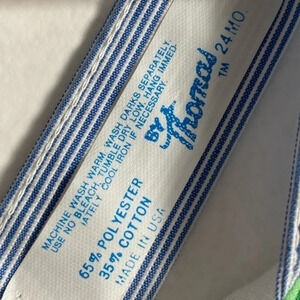 MACHINE WASH WARM, WASH DARKS SEPARATELY.
USE NO BLEACH, TUMBLE DRY LOW, HANG IMMED-
IATELY COOL IRON IF NECESSARY.
BY
Thomas
TM
24 MO.
65% POLYESTER
35% COTTON
MADE IN USA